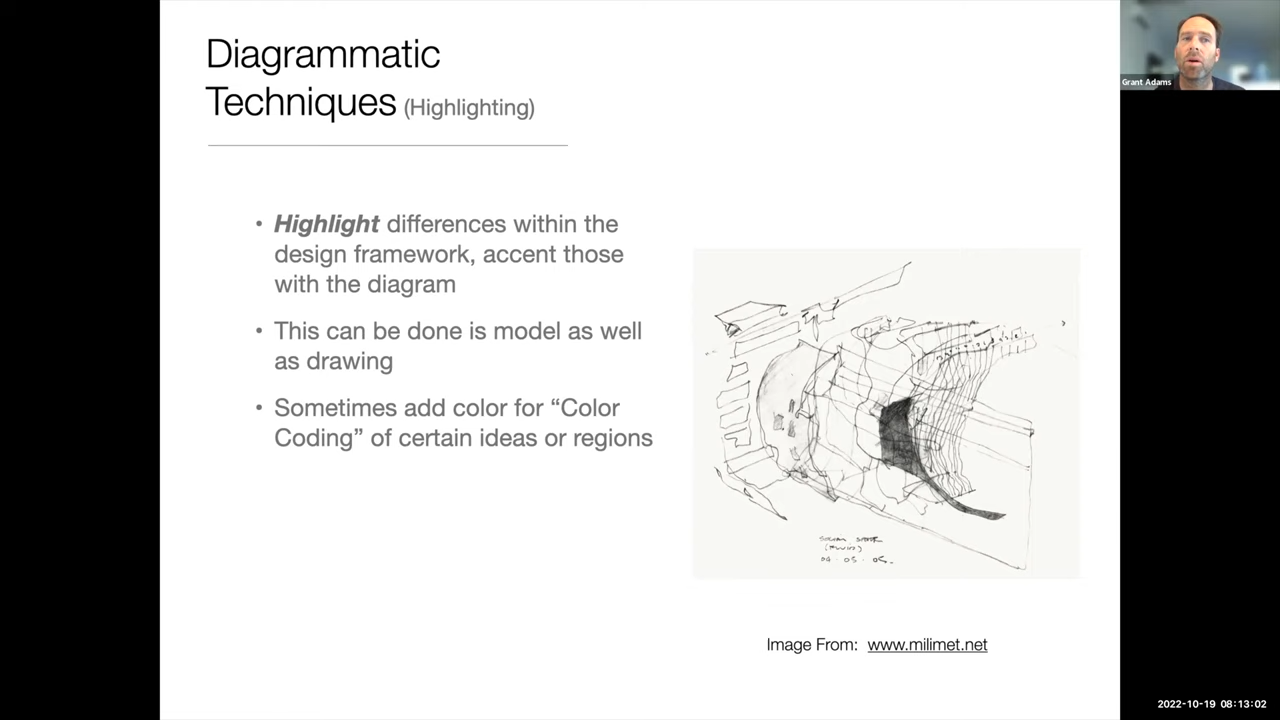 Diagrammatic
Techniques (Highlighting)
• Highlight differences within the
design framework, accent those
with the diagram
• This can be done is model as well
as drawing
• Sometimes add color for “Color
Coding” of certain ideas or regions
Image From: www.milimet.net
Grant Adams
2022-10-19 08:13:02